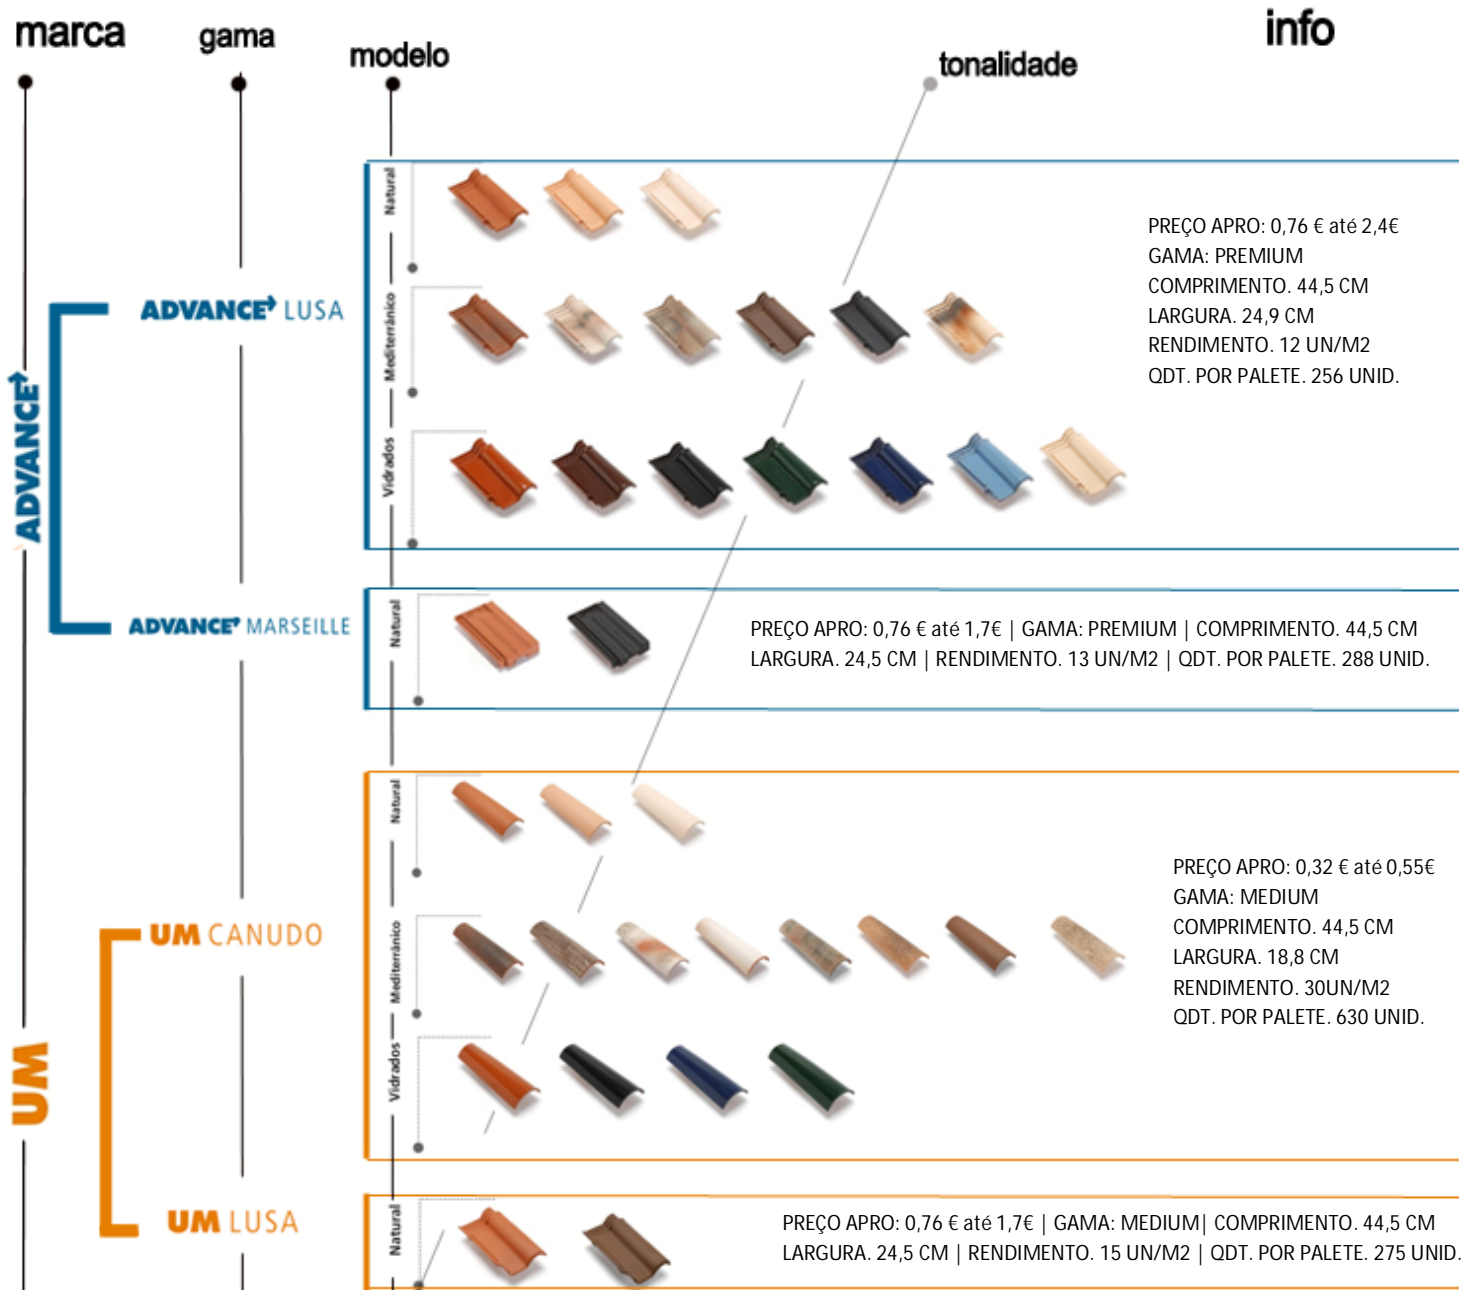 marca
gama
modelo
tonalidade
info
ADVANCE
ADVANCE LUSA
Natural
Mediterrânico
Vidrados
PREÇO APRO: 0,76 € até 2,4€
GAMA: PREMIUM
COMPRIMENTO. 44,5 CM
LARGURA. 24,9 CM
RENDIMENTO. 12 UN/M2
QDT. POR PALETE. 256 UNID.
ADVANCE MARSEILLE
Natural
PREÇO APRO: 0,76 € até 1,7€ | GAMA: PREMIUM | COMPRIMENTO. 44,5 CM
LARGURA. 24,5 CM | RENDIMENTO. 13 UN/M2 | QDT. POR PALETE. 288 UNID.
UM
UM CANUDO
Natural
Mediterrânico
Vidrados
PREÇO APRO: 0,32 € até 0,55€
GAMA: MEDIUM
COMPRIMENTO. 44,5 CM
LARGURA. 18,8 CM
RENDIMENTO. 30UN/M2
QDT. POR PALETE. 630 UNID.
UM LUSA
Natural
PREÇO APRO: 0,76 € até 1,7€ | GAMA: MEDIUM| COMPRIMENTO. 44,5 CM
LARGURA. 24,5 CM | RENDIMENTO. 15 UN/M2 | QDT. POR PALETE. 275 UNID.